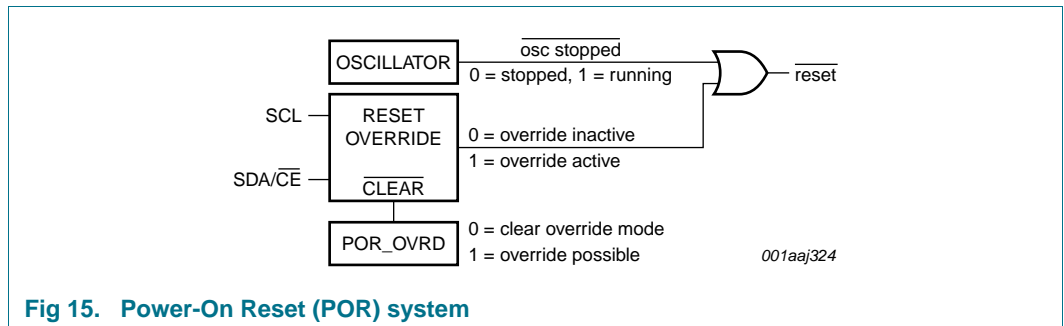 OSCILLATOR
osc stopped
0 = stopped, 1 = running
reset
SCL
RESET
OVERRIDE
0 = override inactive
1 = override active
SDA/CE
CLEAR
POR_OVRD
0 = clear override mode
1 = override possible
001aaj324
Fig 15. Power-On Reset (POR) system